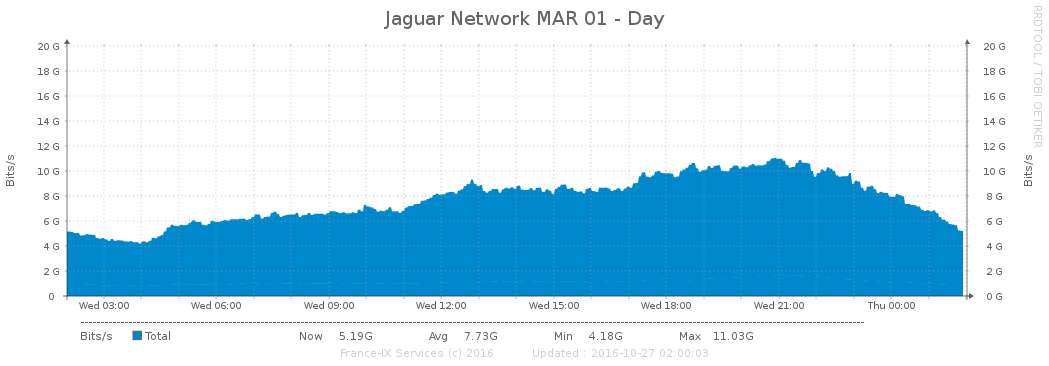 Jaguar Network MAR 01 - Day
RRDTOOL / TOBI OETIKER
20 G 20 G
18 G 18 G
16 G 16 G
14 G 14 G
12 G 12 G
10 G 10 G
8 G 8 G
6 G 6 G
4 G 4 G
2 G 2 G
0 0 G
Bits/s
Bits/s
Wed 03:00 Wed 06:00 Wed 09:00 Wed 12:00 Wed 15:00 Wed 18:00 Wed 21:00 Thu 00:00
Bits/s Total Now 5.19G Avg 7.73G Min 4.18G Max 11.03G
France-IX Services (c) 2016 Updated : 2016-10-27 02:00:03